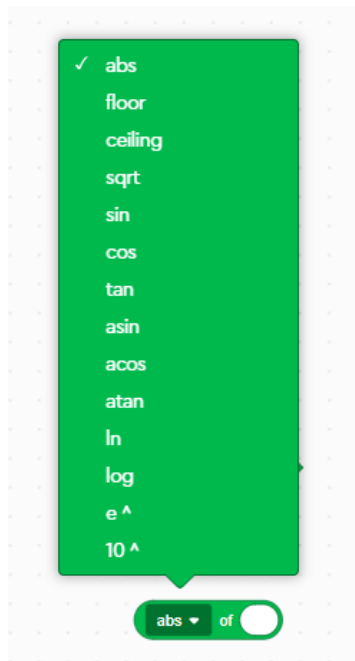 ✓ abs
floor
ceiling
sqrt
sin
cos
tan
asin
acos
atan
ln
log
e ^
10 ^
abs ▾ of